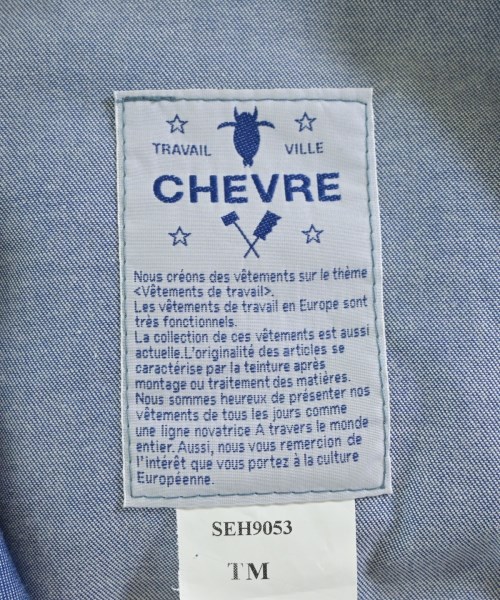 TRAVAIL VILLE
CHEVRE
Nous créons des vêtements sur le thème
<Vêtements de travail>.
Les vêtements de travail en Europe sont
très fonctionnels.
La collection de ces vêtements est aussi
actuelle.L'originalité des articles se
caractérise par la teinture après
montage ou traitement des matières.
Nous sommes heureux de présenter nos
vêtements de tous les jours comme
une ligne novatrice A travers le monde
entier. Aussi, nous vous remercion de
l'intérêt que vous portez à la culture
Européenne.
SEH9053
TM